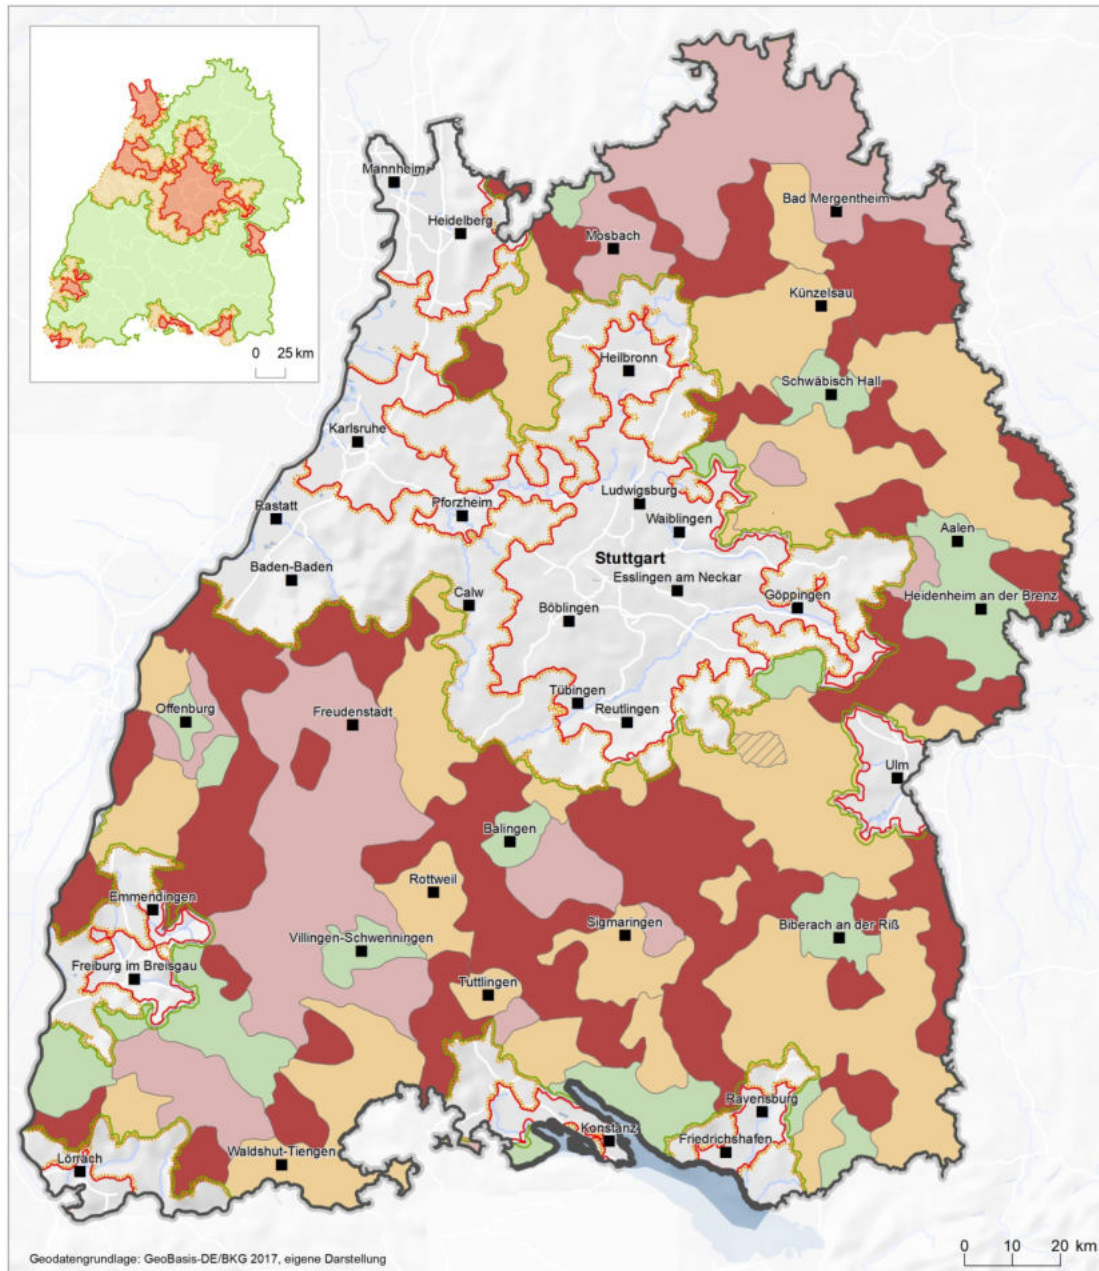 0 25 km
Mannheim
Heidelberg
Mosbach
Bad Mergentheim
Künzelsau
Heilbronn
Schwäbisch Hall
Karlsruhe
Pforzheim
Ludwigsburg
Rastatt
Waiblingen
Aalen
Stuttgart
Baden-Baden
Calw
Esslingen am Neckar
Böblingen
Göppingen
Heidenheim an der Brenz
Tübingen
Offenburg
Freudenstadt
Reutlingen
Ulm
Balingen
Rottweil
Emmendingen
Sigmaringen
Biberach an der Riß
Villingen-Schwenningen
Freiburg im Breisgau
Tuttlingen
Ravensburg
Konstanz
Friedrichshafen
Waldshut-Tiengen
Lörrach
Geodatengrundlage: GeoBasis-DE/BKG 2017, eigene Darstellung
0 10 20 km